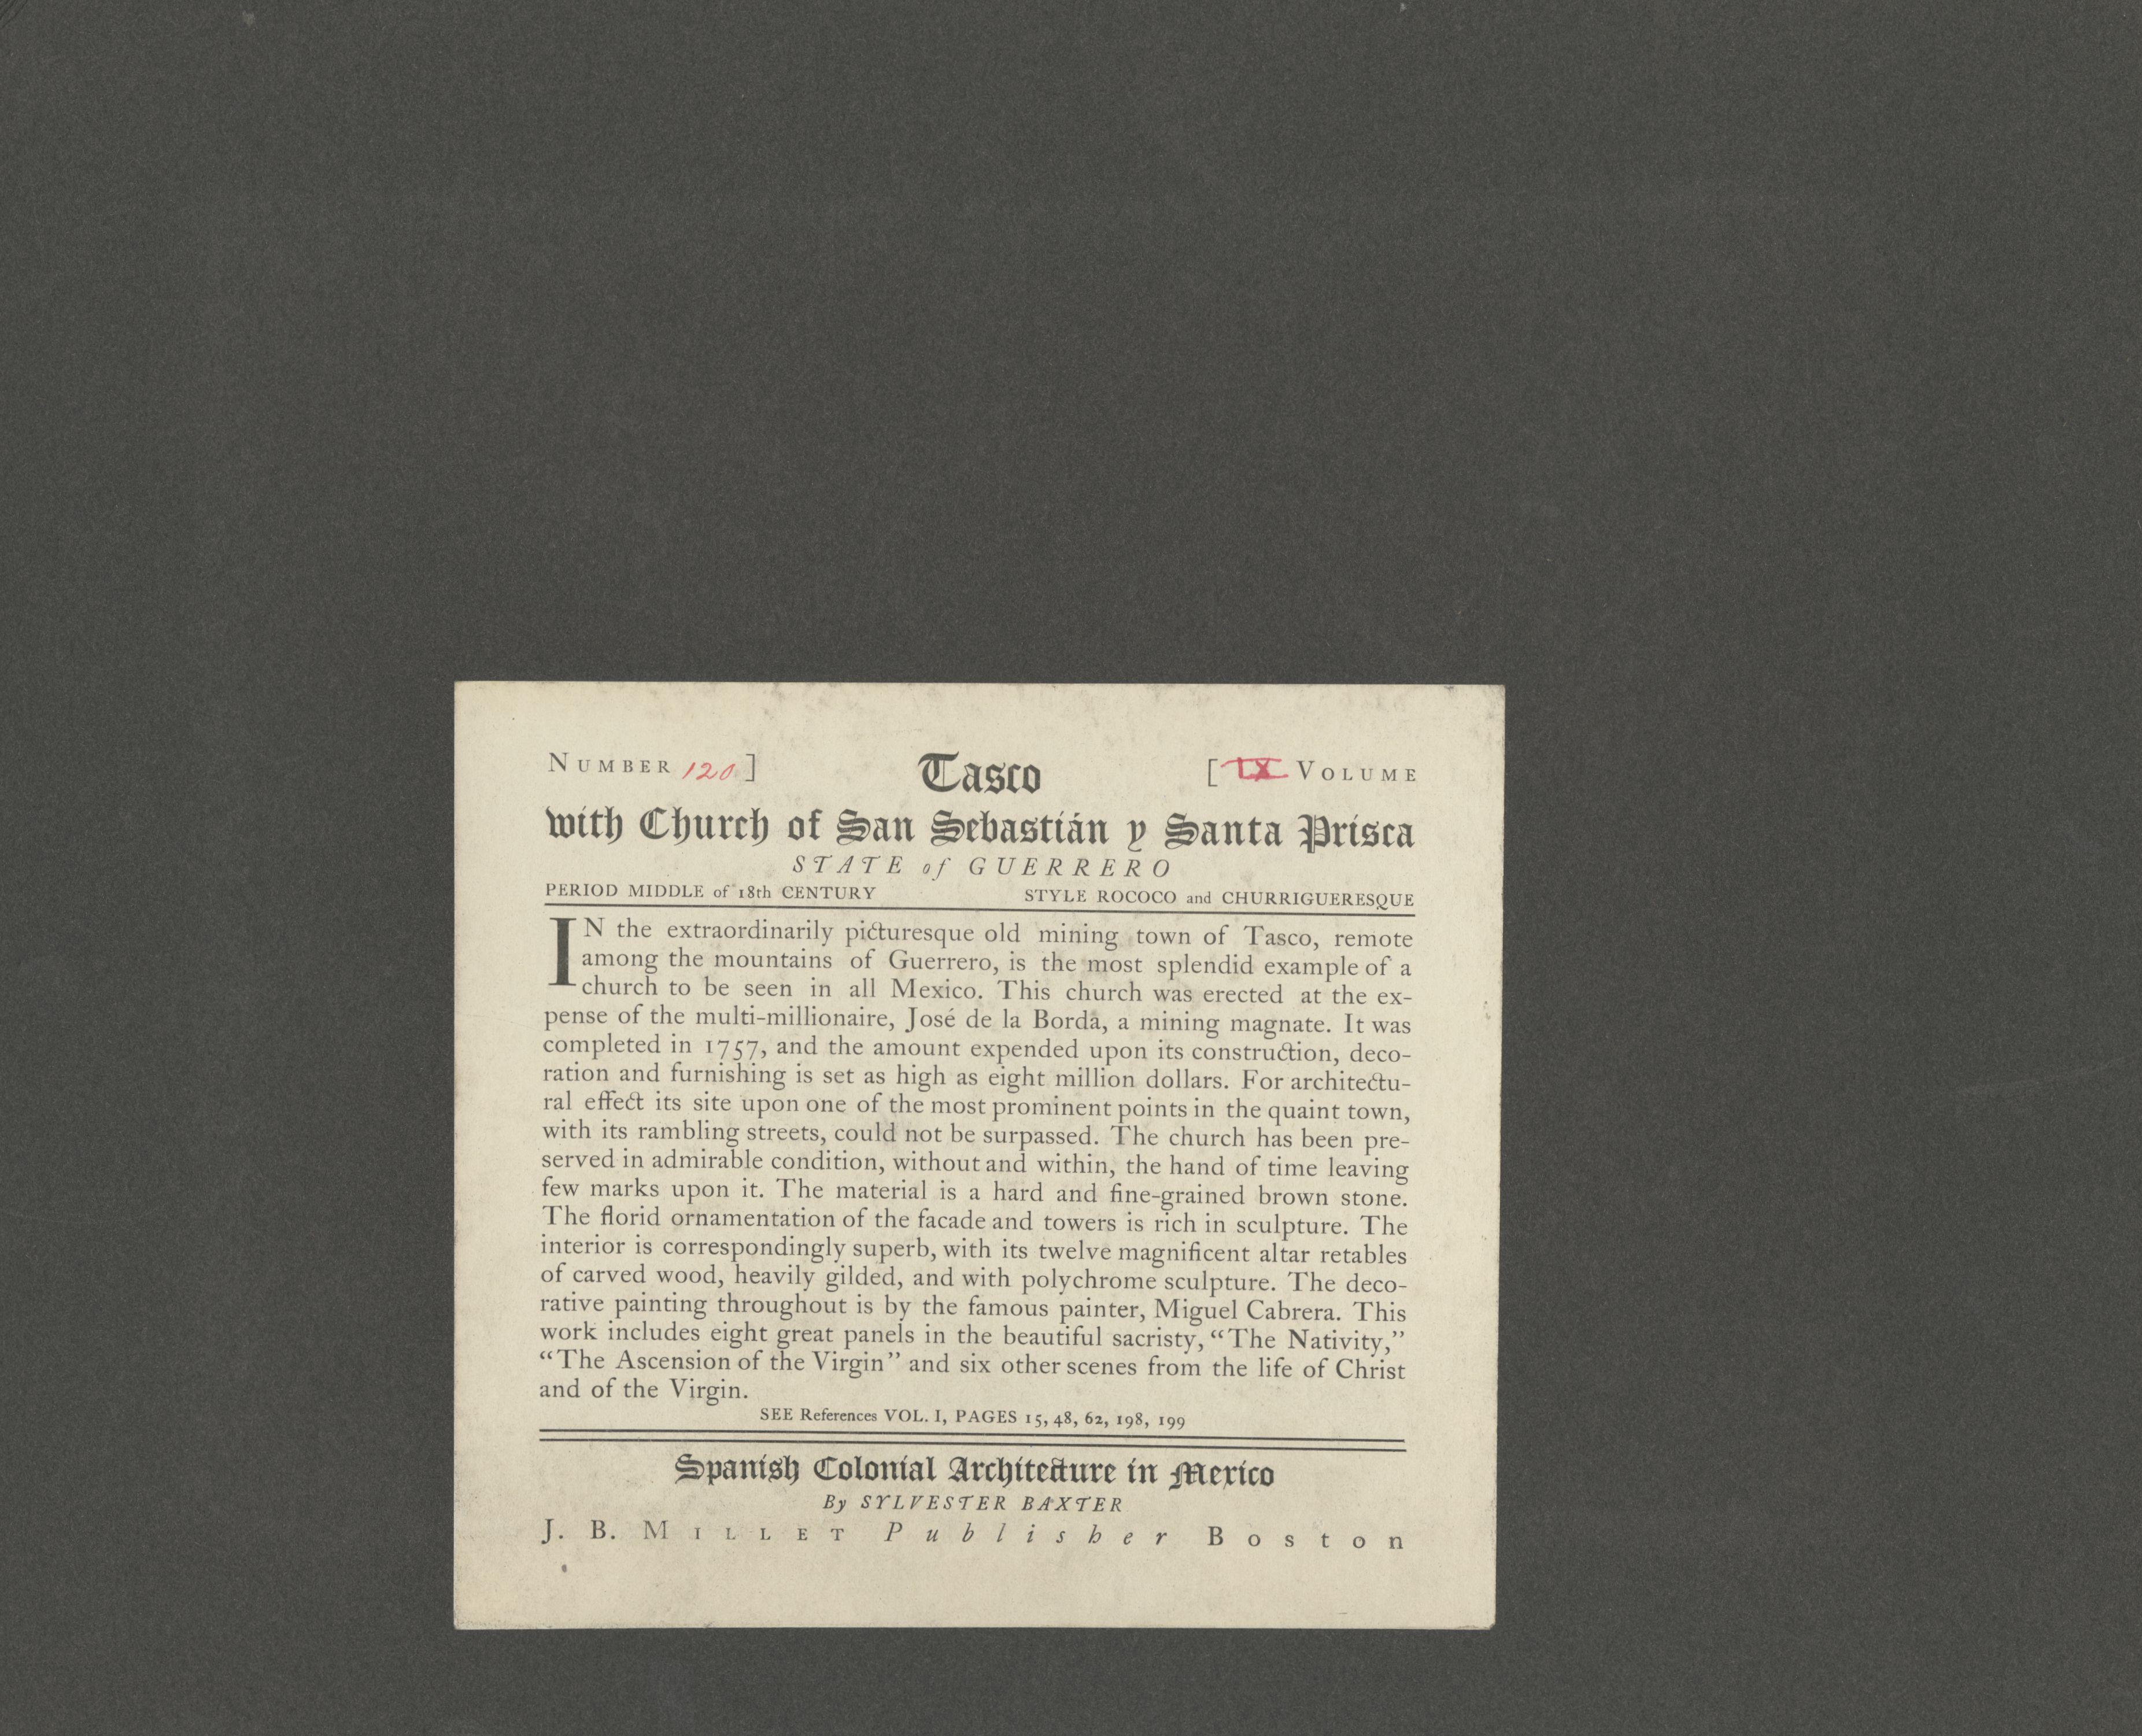 NUMBER 120 ] Tasco [ IX VOLUME
with Church of San Sebastián y Santa Prisca
STATE of GUERRERO
PERIOD MIDDLE of 18th CENTURY STYLE ROCOCO and CHURRIGUERESQUE
IN the extraordinarily picturesque old mining town of Tasco, remote
among the mountains of Guerrero, is the most splendid example of a
church to be seen in all Mexico. This church was erected at the ex-
pense of the multi-millionaire, José de la Borda, a mining magnate. It was
completed in 1757, and the amount expended upon its construction, deco-
ration and furnishing is set as high as eight million dollars. For architectu-
ral effect its site upon one of the most prominent points in the quaint town,
with its rambling streets, could not be surpassed. The church has been pre-
served in admirable condition, without and within, the hand of time leaving
few marks upon it. The material is a hard and fine-grained brown stone.
The florid ornamentation of the facade and towers is rich in sculpture. The
interior is correspondingly superb, with its twelve magnificent altar retables
of carved wood, heavily gilded, and with polychrome sculpture. The deco-
rative painting throughout is by the famous painter, Miguel Cabrera. This
work includes eight great panels in the beautiful sacristy, “The Nativity,”
“The Ascension of the Virgin” and six other scenes from the life of Christ
and of the Virgin.
SEE References VOL. I, PAGES 15, 48, 62, 198, 199
Spanish Colonial Architecture in Mexico
By SYLVESTER BAXTER
J. B. MILLET Publisher Boston